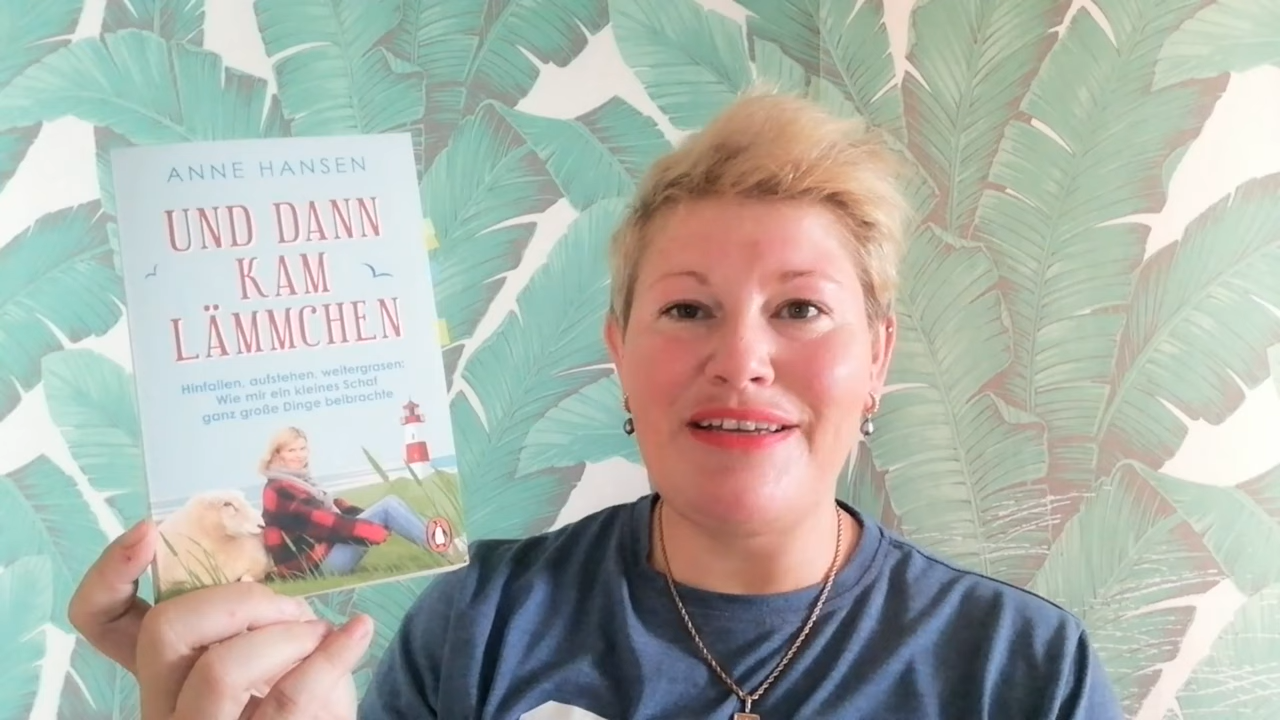 ANNE HANSEN
UND DANN
KAM
LÄMMCHEN
Hinfallen, aufstehen, weitergrasen:
Wie mir ein kleines Schaf
ganz große Dinge beibrachte